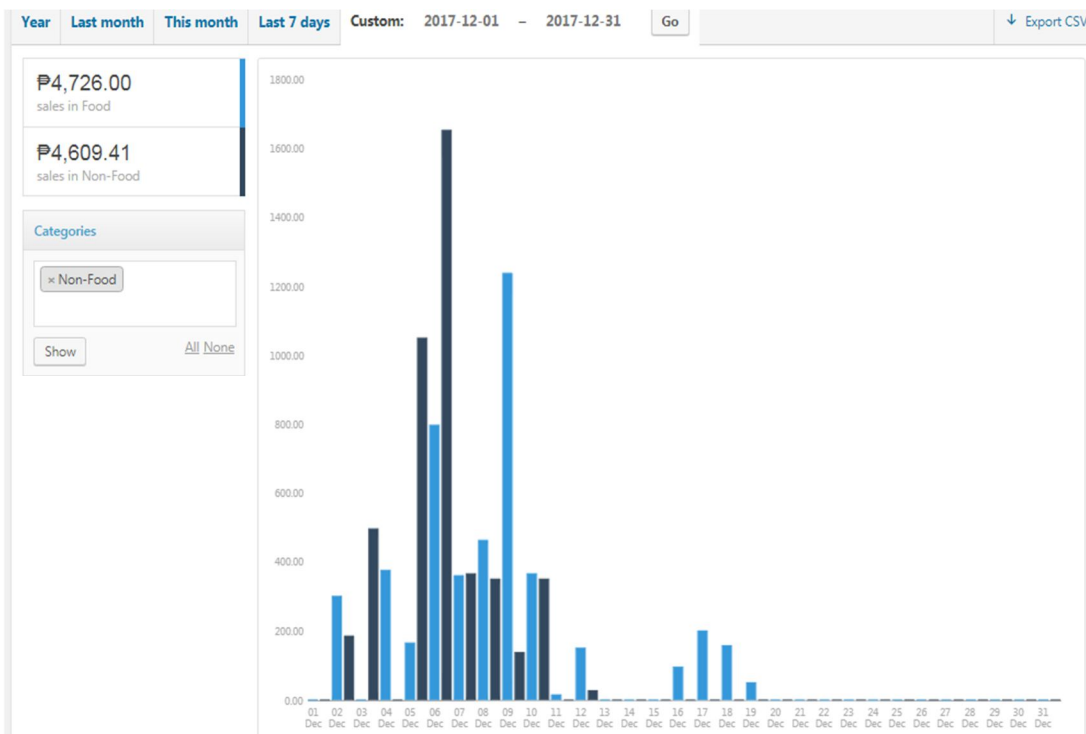 Year Last month This month Last 7 days Custom: 2017-12-01 – 2017-12-31 Go Export CSV
₱4,726.00
sales in Food
₱4,609.41
sales in Non-Food
Categories
× Non-Food
Show All None
1800.00
1600.00
1400.00
1200.00
1000.00
800.00
600.00
400.00
200.00
0.00
01 02 03 04 05 06 07 08 09 10 11 12 13 14 15 16 17 18 19 20 21 22 23 24 25 26 27 28 29 30 31
Dec Dec Dec Dec Dec Dec Dec Dec Dec Dec Dec Dec Dec Dec Dec Dec Dec Dec Dec Dec Dec Dec Dec Dec Dec Dec Dec Dec Dec Dec Dec